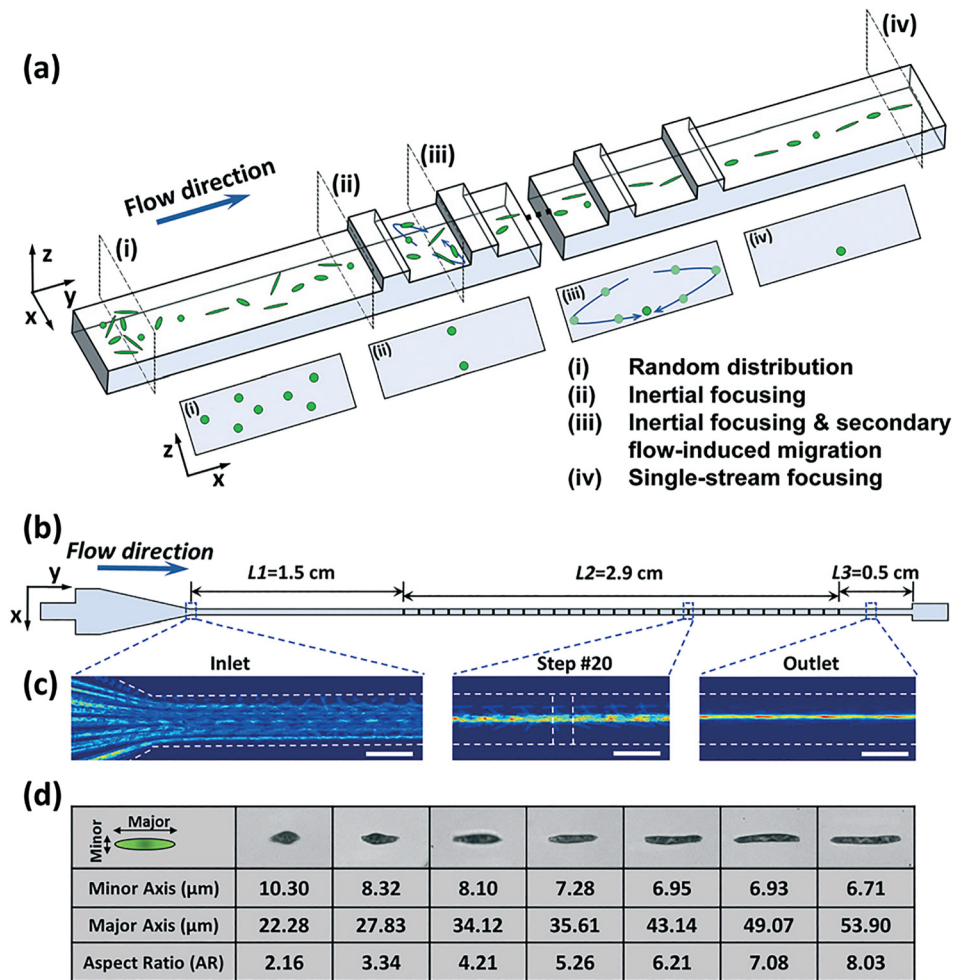 (a)
Flow direction
(i)
(ii)
(iii)
(iv)
z
y
x
(i)
(ii)
(iii)
(iv)
z
x
(i) Random distribution
(ii) Inertial focusing
(iii) Inertial focusing & secondary
flow-induced migration
(iv) Single-stream focusing
(b)
Flow direction
y
x
L1=1.5 cm
L2=2.9 cm
L3=0.5 cm
(c)
Inlet
Step #20
Outlet
(d)
Minor
Major
Minor Axis (μm) 10.30 8.32 8.10 7.28 6.95 6.93 6.71
Major Axis (μm) 22.28 27.83 34.12 35.61 43.14 49.07 53.90
Aspect Ratio (AR) 2.16 3.34 4.21 5.26 6.21 7.08 8.03